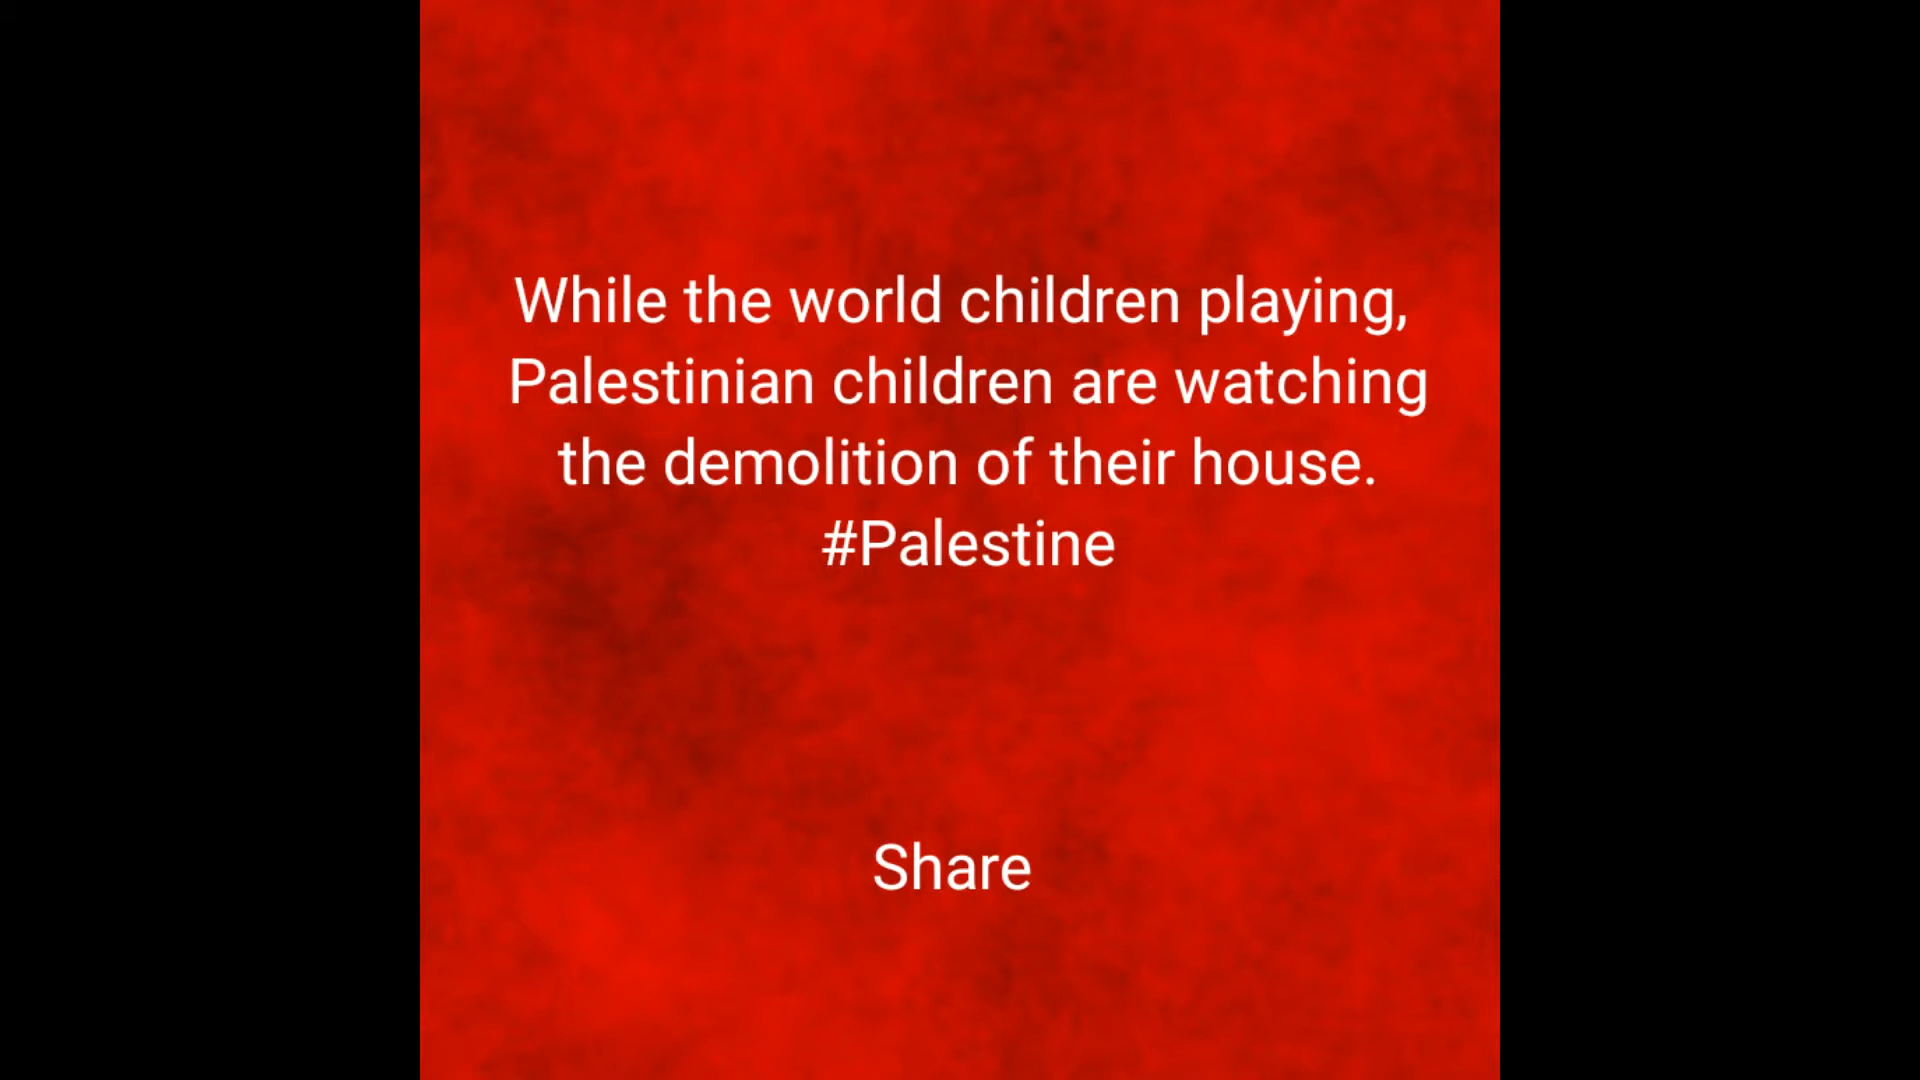 While the world children playing,
Palestinian children are watching
the demolition of their house.
#Palestine
Share